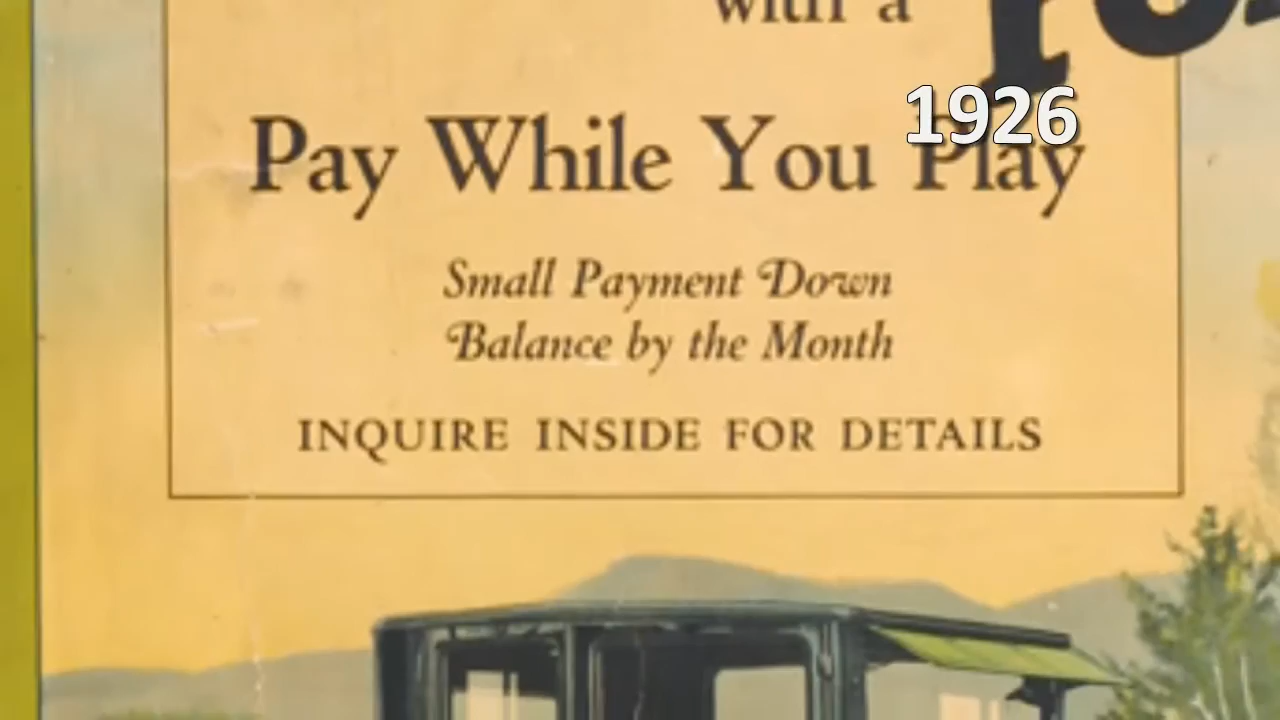 with a
1926
Pay While You Play
Small Payment Down
Balance by the Month
INQUIRE INSIDE FOR DETAILS